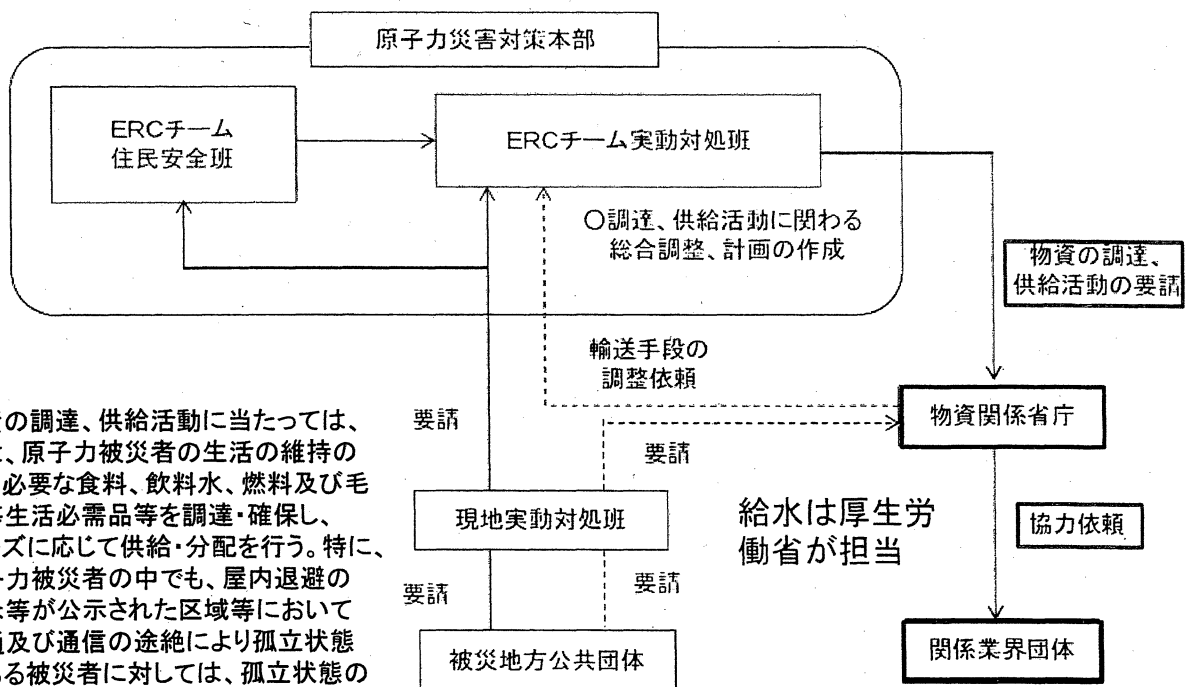 原子力災害対策本部
ERCチーム
住民安全班
ERCチーム実動対処班
○調達、供給活動に関わる
総合調整、計画の作成
物資の調達、
供給活動の要請
輸送手段の
調整依頼
の調達、供給活動に当たっては、
、原子力被災者の生活の維持の
必要な食料、飲料水、燃料及び毛
生活必需品等を調達・確保し、
ーズに応じて供給・分配を行う。特に、
力被災者の中でも、屋内退避の
等が公示された区域等において
及び通信の途絶により孤立状態
る被災者に対しては、孤立状態の
要請
要請
物資関係省庁
現地実動対処班
給水は厚生労
働省が担当
協力依頼
要請
要請
被災地方公共団体
関係業界団体